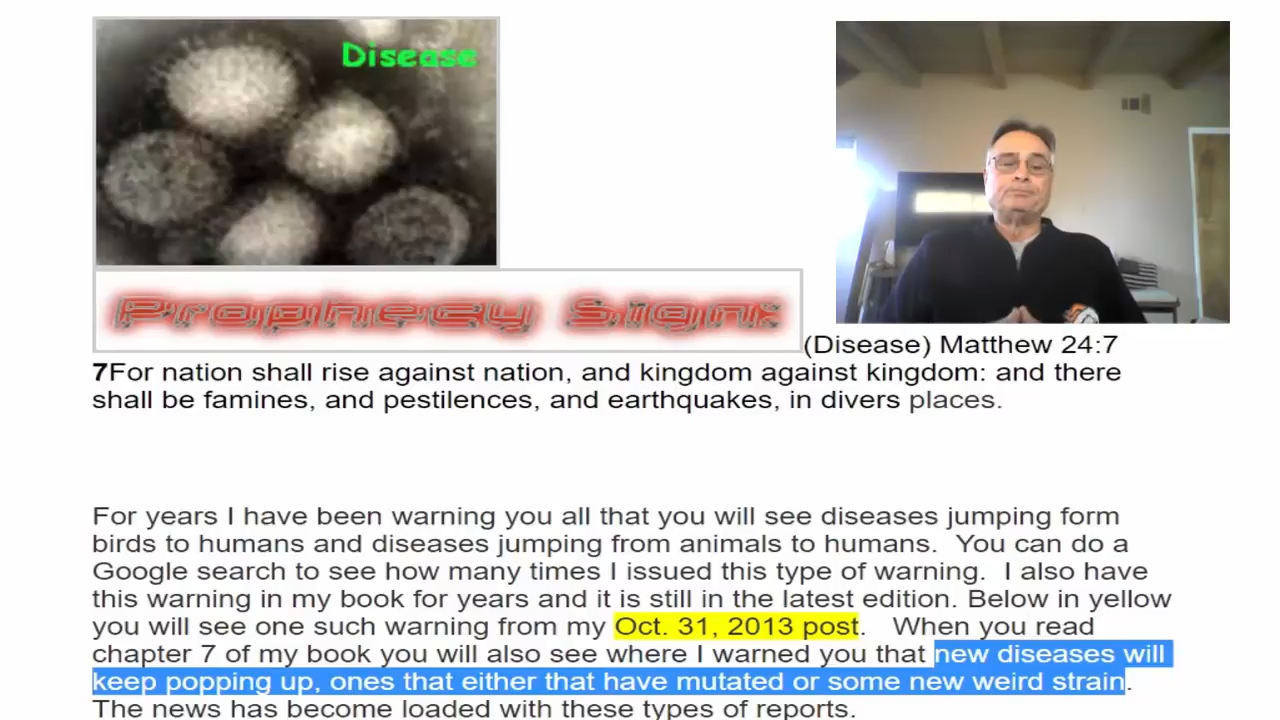 Disease
Prophecy Sign:
(Disease) Matthew 24:7
7For nation shall rise against nation, and kingdom against kingdom: and there
shall be famines, and pestilences, and earthquakes, in divers places.
For years I have been warning you all that you will see diseases jumping form
birds to humans and diseases jumping from animals to humans.  You can do a
Google search to see how many times I issued this type of warning.  I also have
this warning in my book for years and it is still in the latest edition. Below in yellow
you will see one such warning from my Oct. 31, 2013 post.   When you read
chapter 7 of my book you will also see where I warned you that new diseases will
keep popping up, ones that either that have mutated or some new weird strain.
The news has become loaded with these types of reports.